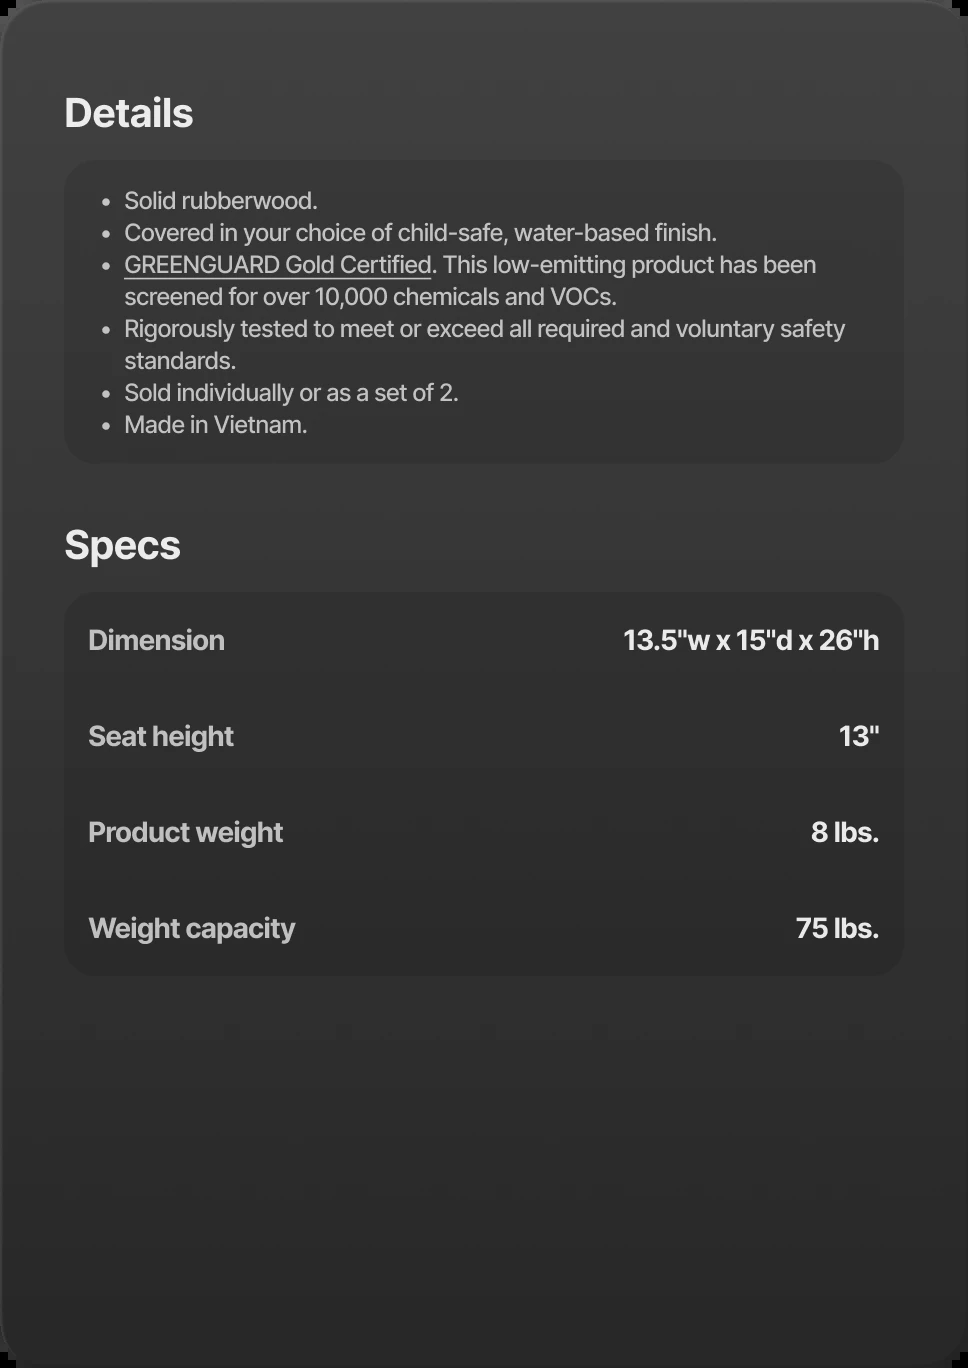 Details
• Solid rubberwood.
• Covered in your choice of child-safe, water-based finish.
• GREENGUARD Gold Certified. This low-emitting product has been
screened for over 10,000 chemicals and VOCs.
• Rigorously tested to meet or exceed all required and voluntary safety
standards.
• Sold individually or as a set of 2.
• Made in Vietnam.
Specs
Dimension 13.5"w x 15"d x 26"h
Seat height 13"
Product weight 8 lbs.
Weight capacity 75 lbs.